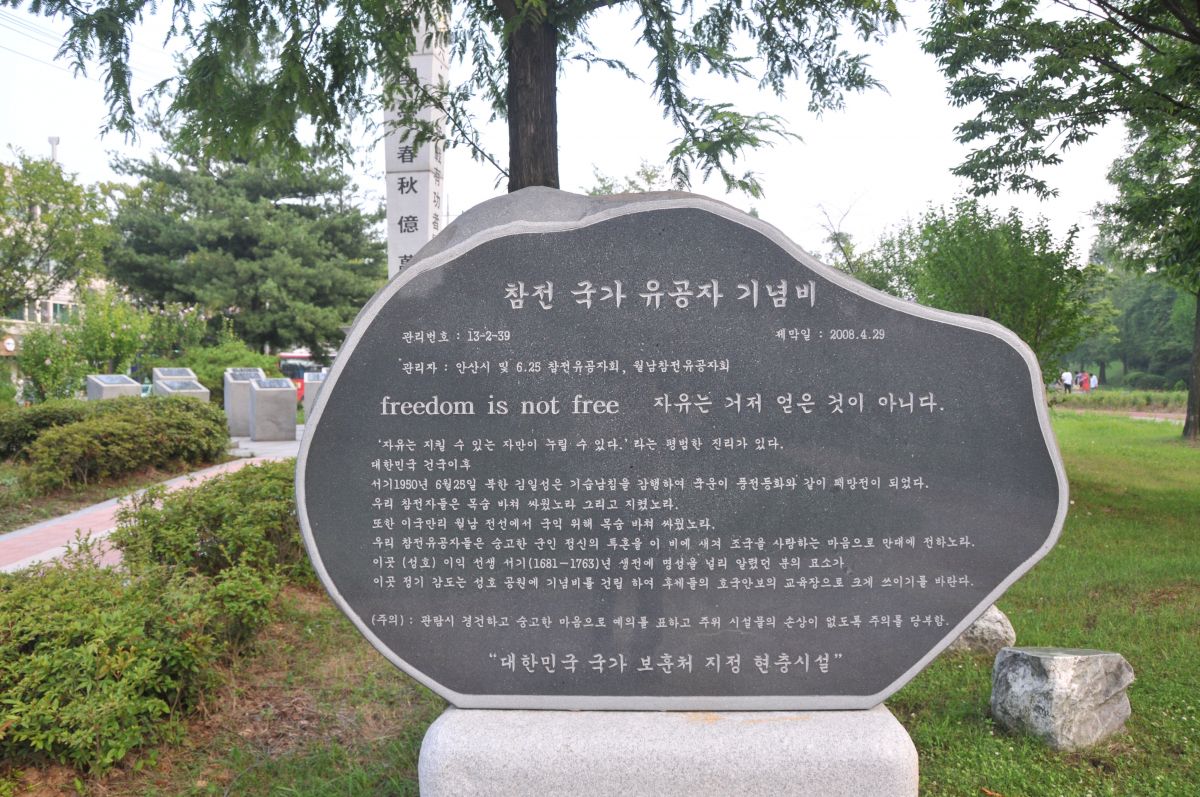 春秋億萬
有功者
참전 국가 유공자 기념비
관리번호 : 13-2-39 제막일 : 2008.4.29
관리자 : 안산시 및 6.25 참전유공자회, 월남참전유공자회
freedom is not free 자유는 거저 얻은 것이 아니다.
'자유는 지킬 수 있는 자만이 누릴 수 있다.' 라는 평범한 진리가 있다.
대한민국 건국이후
서기1950년 6월25일 북한 김일성은 기습남침을 감행하여 국운이 풍전등화와 같이 폐망전이 되었다.
우리 참전자들은 목숨 바쳐 싸웠노라 그리고 지켰노라.
또한 이국만리 월남 전선에서 국익 위해 목숨 바쳐 싸웠노라.
우리 참전유공자들은 숭고한 군인 정신의 투혼을 이 비에 새겨 조국을 사랑하는 마음으로 만대에 전하노라.
이곳 (성호) 이익 선생 서기(1681-1763)년 생전에 명성을 널리 알렸던 분의 묘소가
이곳 정기 감도는 성호 공원에 기념비를 건립 하여 후세들의 호국안보의 교육장으로 크게 쓰이기를 바란다.
(주의) : 관람시 경건하고 숭고한 마음으로 예의를 표하고 주위 시설물의 손상이 없도록 주의를 당부함.
"대한민국 국가 보훈처 지정 현충시설"